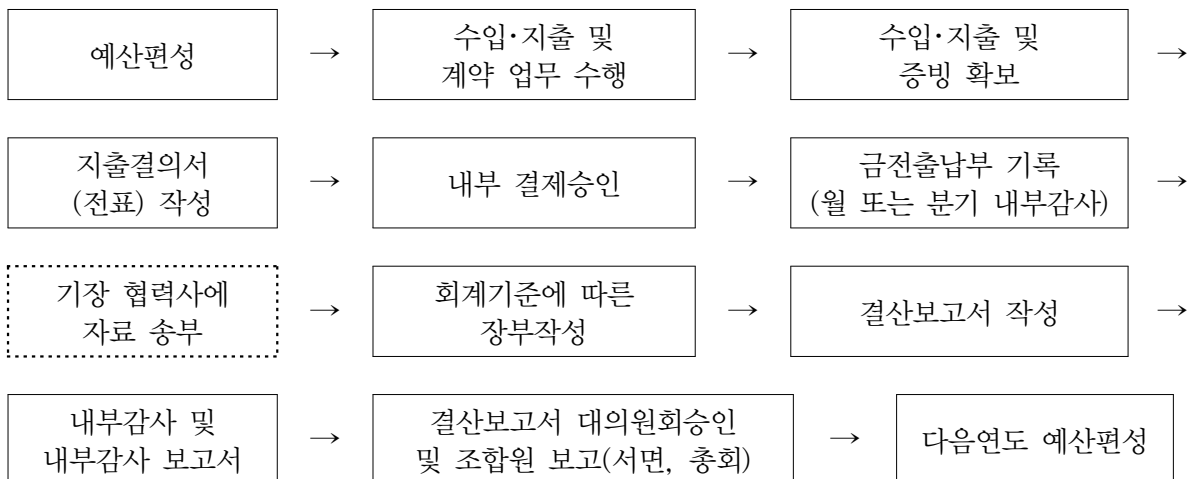 예산편성 → 수입·지출 및 계약 업무 수행 → 수입·지출 및 증빙 확보 →
지출결의서 (전표) 작성 → 내부 결제승인 → 금전출납부 기록 (월 또는 분기 내부감사) →
기장 협력사에 자료 송부 → 회계기준에 따른 장부작성 → 결산보고서 작성 →
내부감사 및 내부감사 보고서 → 결산보고서 대의원회승인 및 조합원 보고(서면, 총회) → 다음연도 예산편성